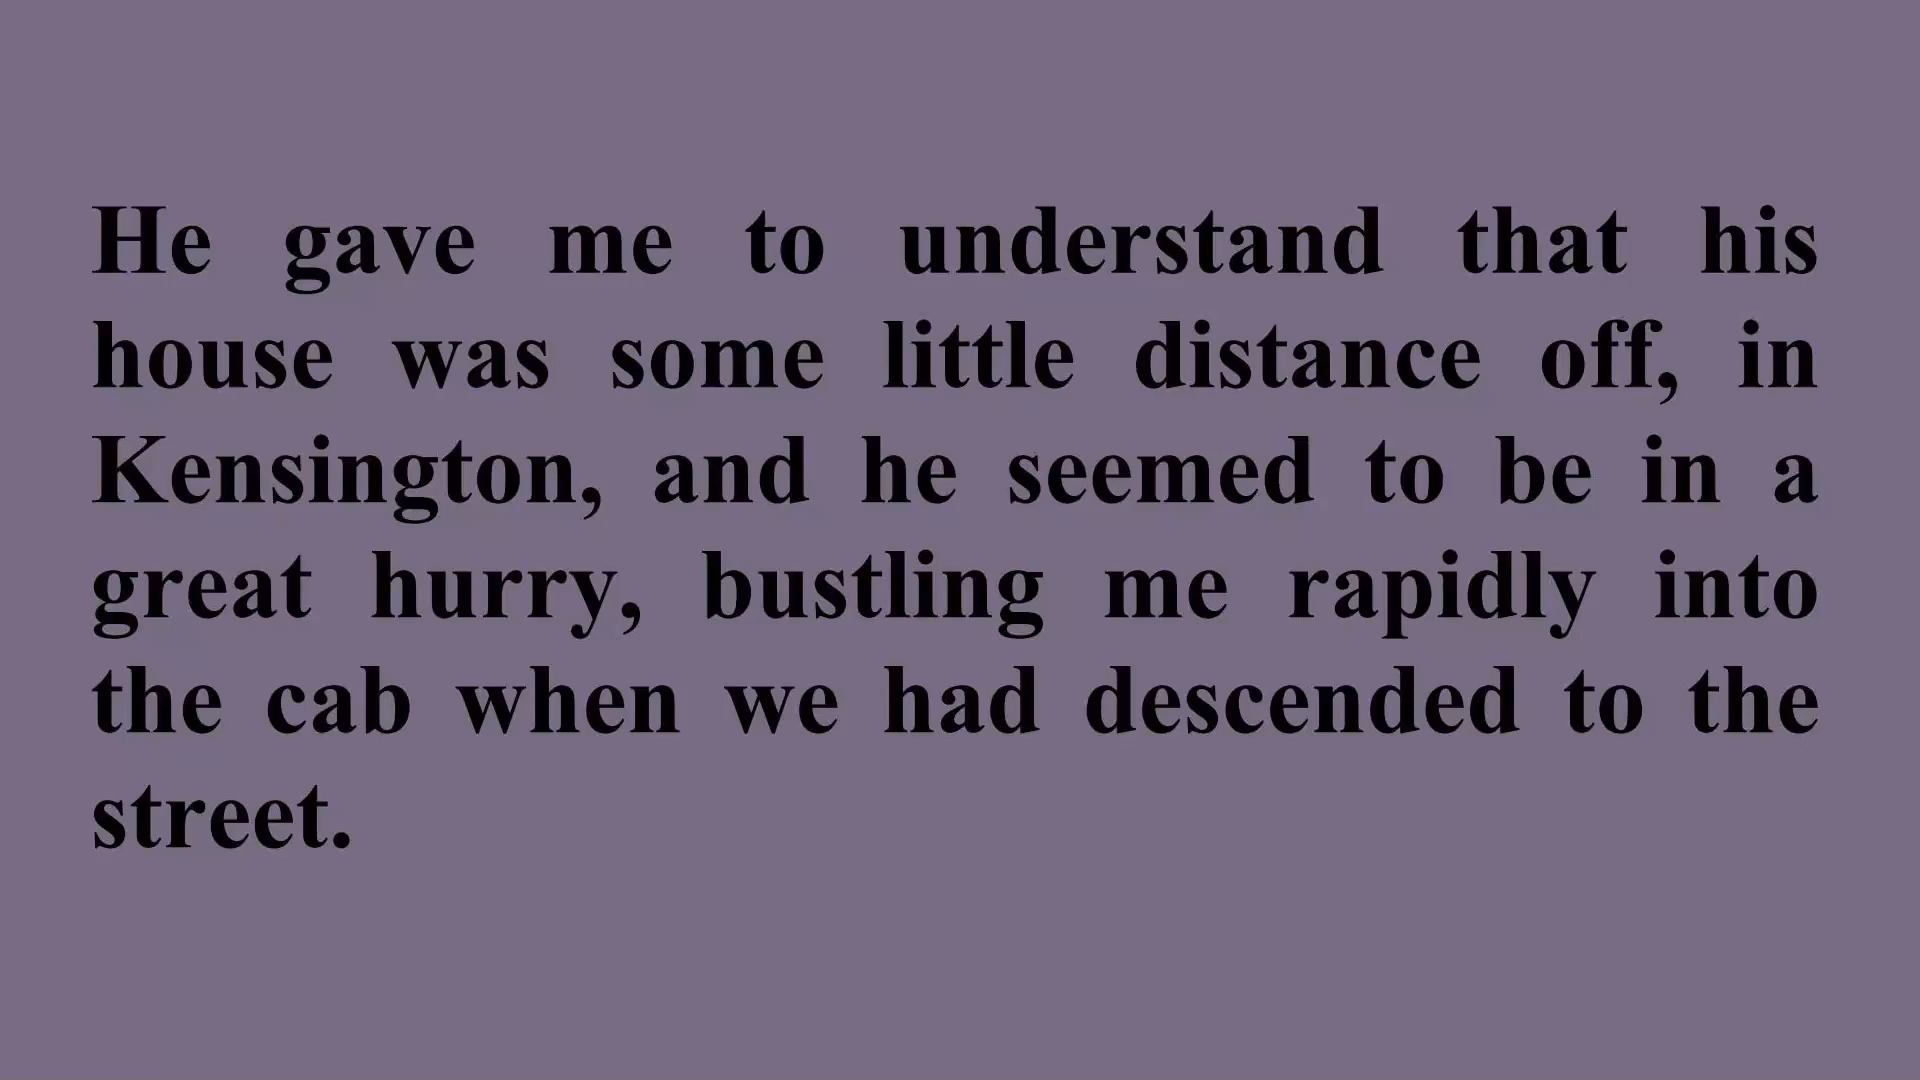 He gave me to understand that his
house was some little distance off, in
Kensington, and he seemed to be in a
great hurry, bustling me rapidly into
the cab when we had descended to the
street.